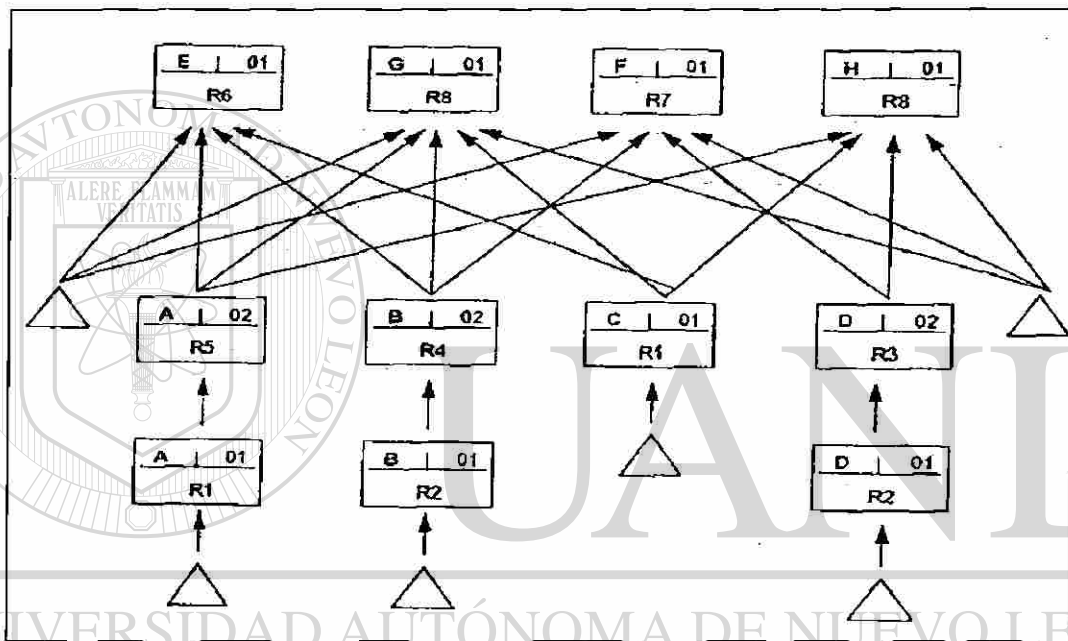 E | 01
R6
G | 01
R8
F | 01
R7
H | 01
R8
ALERE FLAMMAM
VERITATIS
A | 02
R5
B | 02
R4
C | 01
R1
D | 02
R3
A | 01
R1
B | 01
R2
D | 01
R2
UANL
UNIVERSIDAD AUTÓNOMA DE NUEVO LEÓN